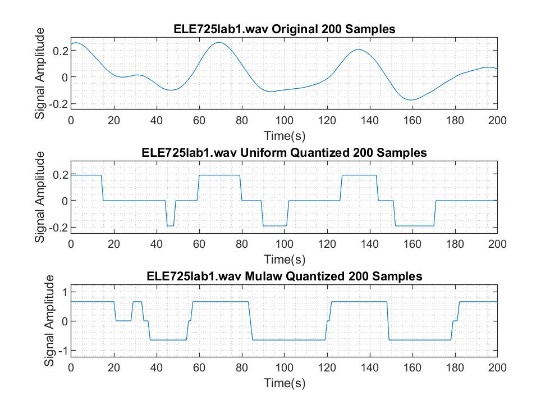 ELE725lab1.wav Original 200 Samples
Signal Amplitude
0.2
0
-0.2
0 20 40 60 80 100 120 140 160 180 200
Time(s)
ELE725lab1.wav Uniform Quantized 200 Samples
Signal Amplitude
0.2
0
-0.2
0 20 40 60 80 100 120 140 160 180 200
Time(s)
ELE725lab1.wav Mulaw Quantized 200 Samples
Signal Amplitude
1
0
-1
0 20 40 60 80 100 120 140 160 180 200
Time(s)